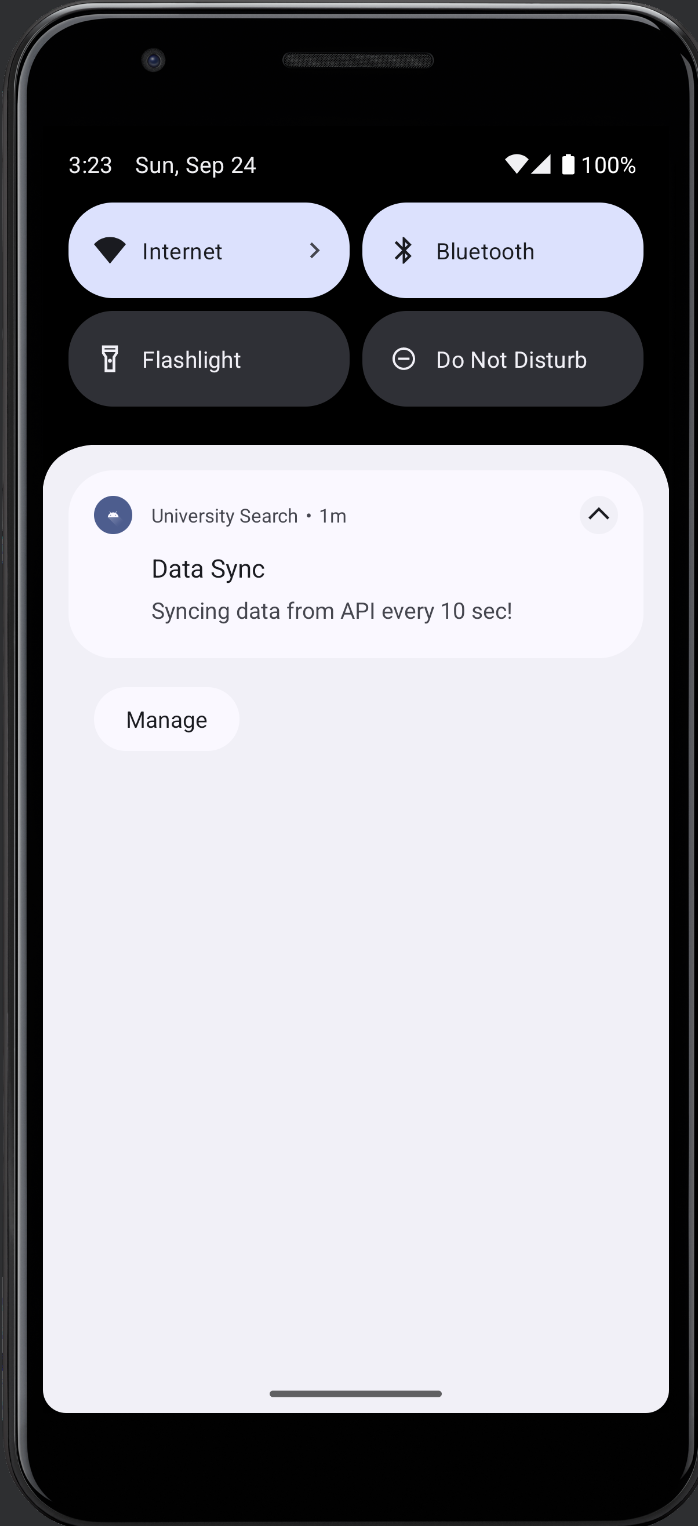 3:23 Sun, Sep 24 100%
Internet Bluetooth
Flashlight Do Not Disturb
University Search • 1m
Data Sync
Syncing data from API every 10 sec!
Manage